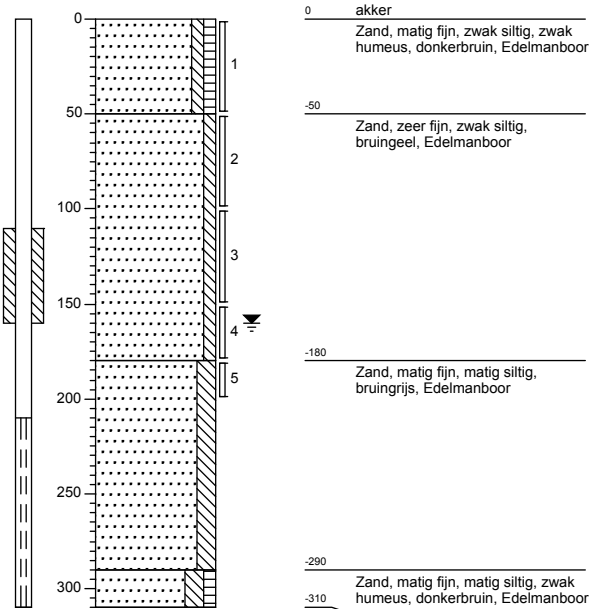 0
akker
Zand, matig fijn, zwak siltig, zwak
humeus, donkerbruin, Edelmanboor
-50
Zand, zeer fijn, zwak siltig,
bruingeel, Edelmanboor
-180
Zand, matig fijn, matig siltig,
bruingrijs, Edelmanboor
-290
Zand, matig fijn, matig siltig, zwak
humeus, donkerbruin, Edelmanboor
-310
0
50
100
150
200
250
300
1
2
3
4
5